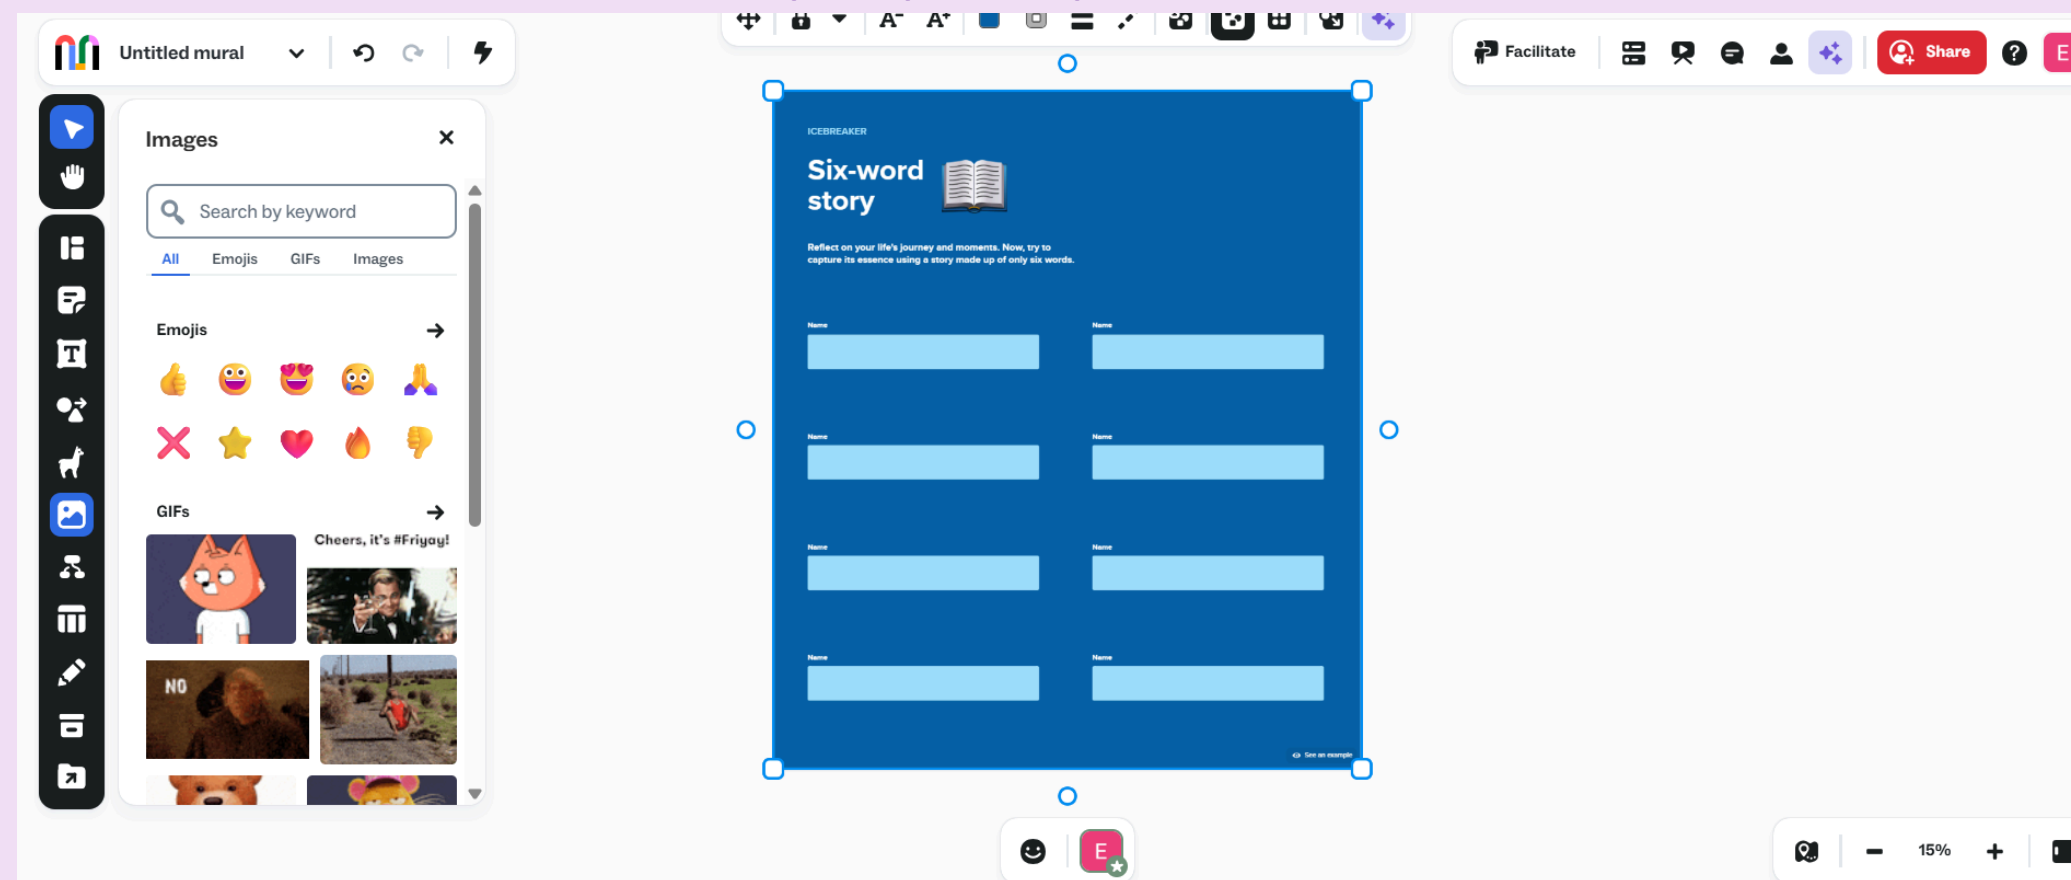 Untitled mural
A-
A+
Facilitate
Share
E
Images
Search by keyword
All
Emojis
GIFs
Images
Emojis
GIFs
Cheers, it's #Friyay!
NO
ICEBREAKER
Six-word
story
Reflect on your life's journey and moments. Now, try to
capture its essence using a story made up of only six words.
Name
Name
Name
Name
Name
Name
Name
Name
See an example
E
15%